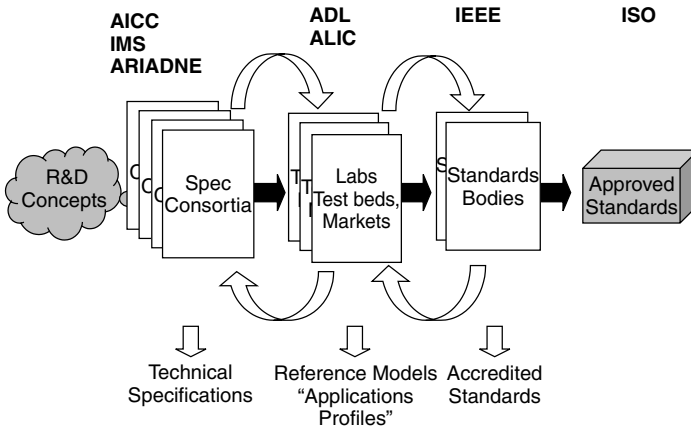 AICC
IMS
ARIADNE
ADL
ALIC
IEEE
ISO
R&D
Concepts
Spec
Consortia
Labs
Test beds,
Markets
Standards
Bodies
Approved
Standards
Technical
Specifications
Reference Models
“Applications
Profiles”
Accredited
Standards